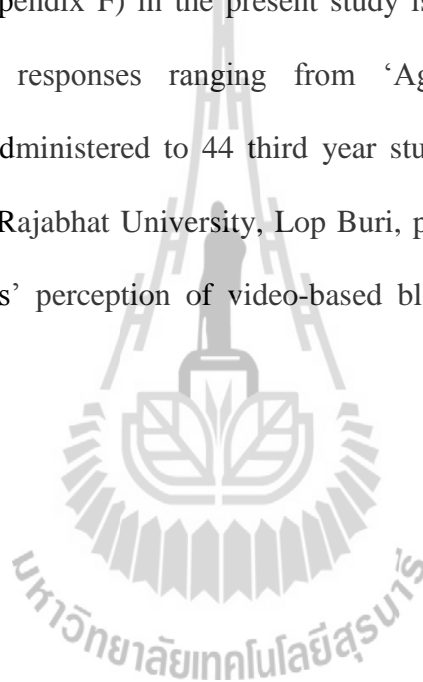 pendix F) in the present study is
responses ranging from ‘Ag
dministered to 44 third year stu
Rajabhat University, Lop Buri, p
s’ perception of video-based bl
มหาวิทยาลัยเทคโนโลยีสุรนารี